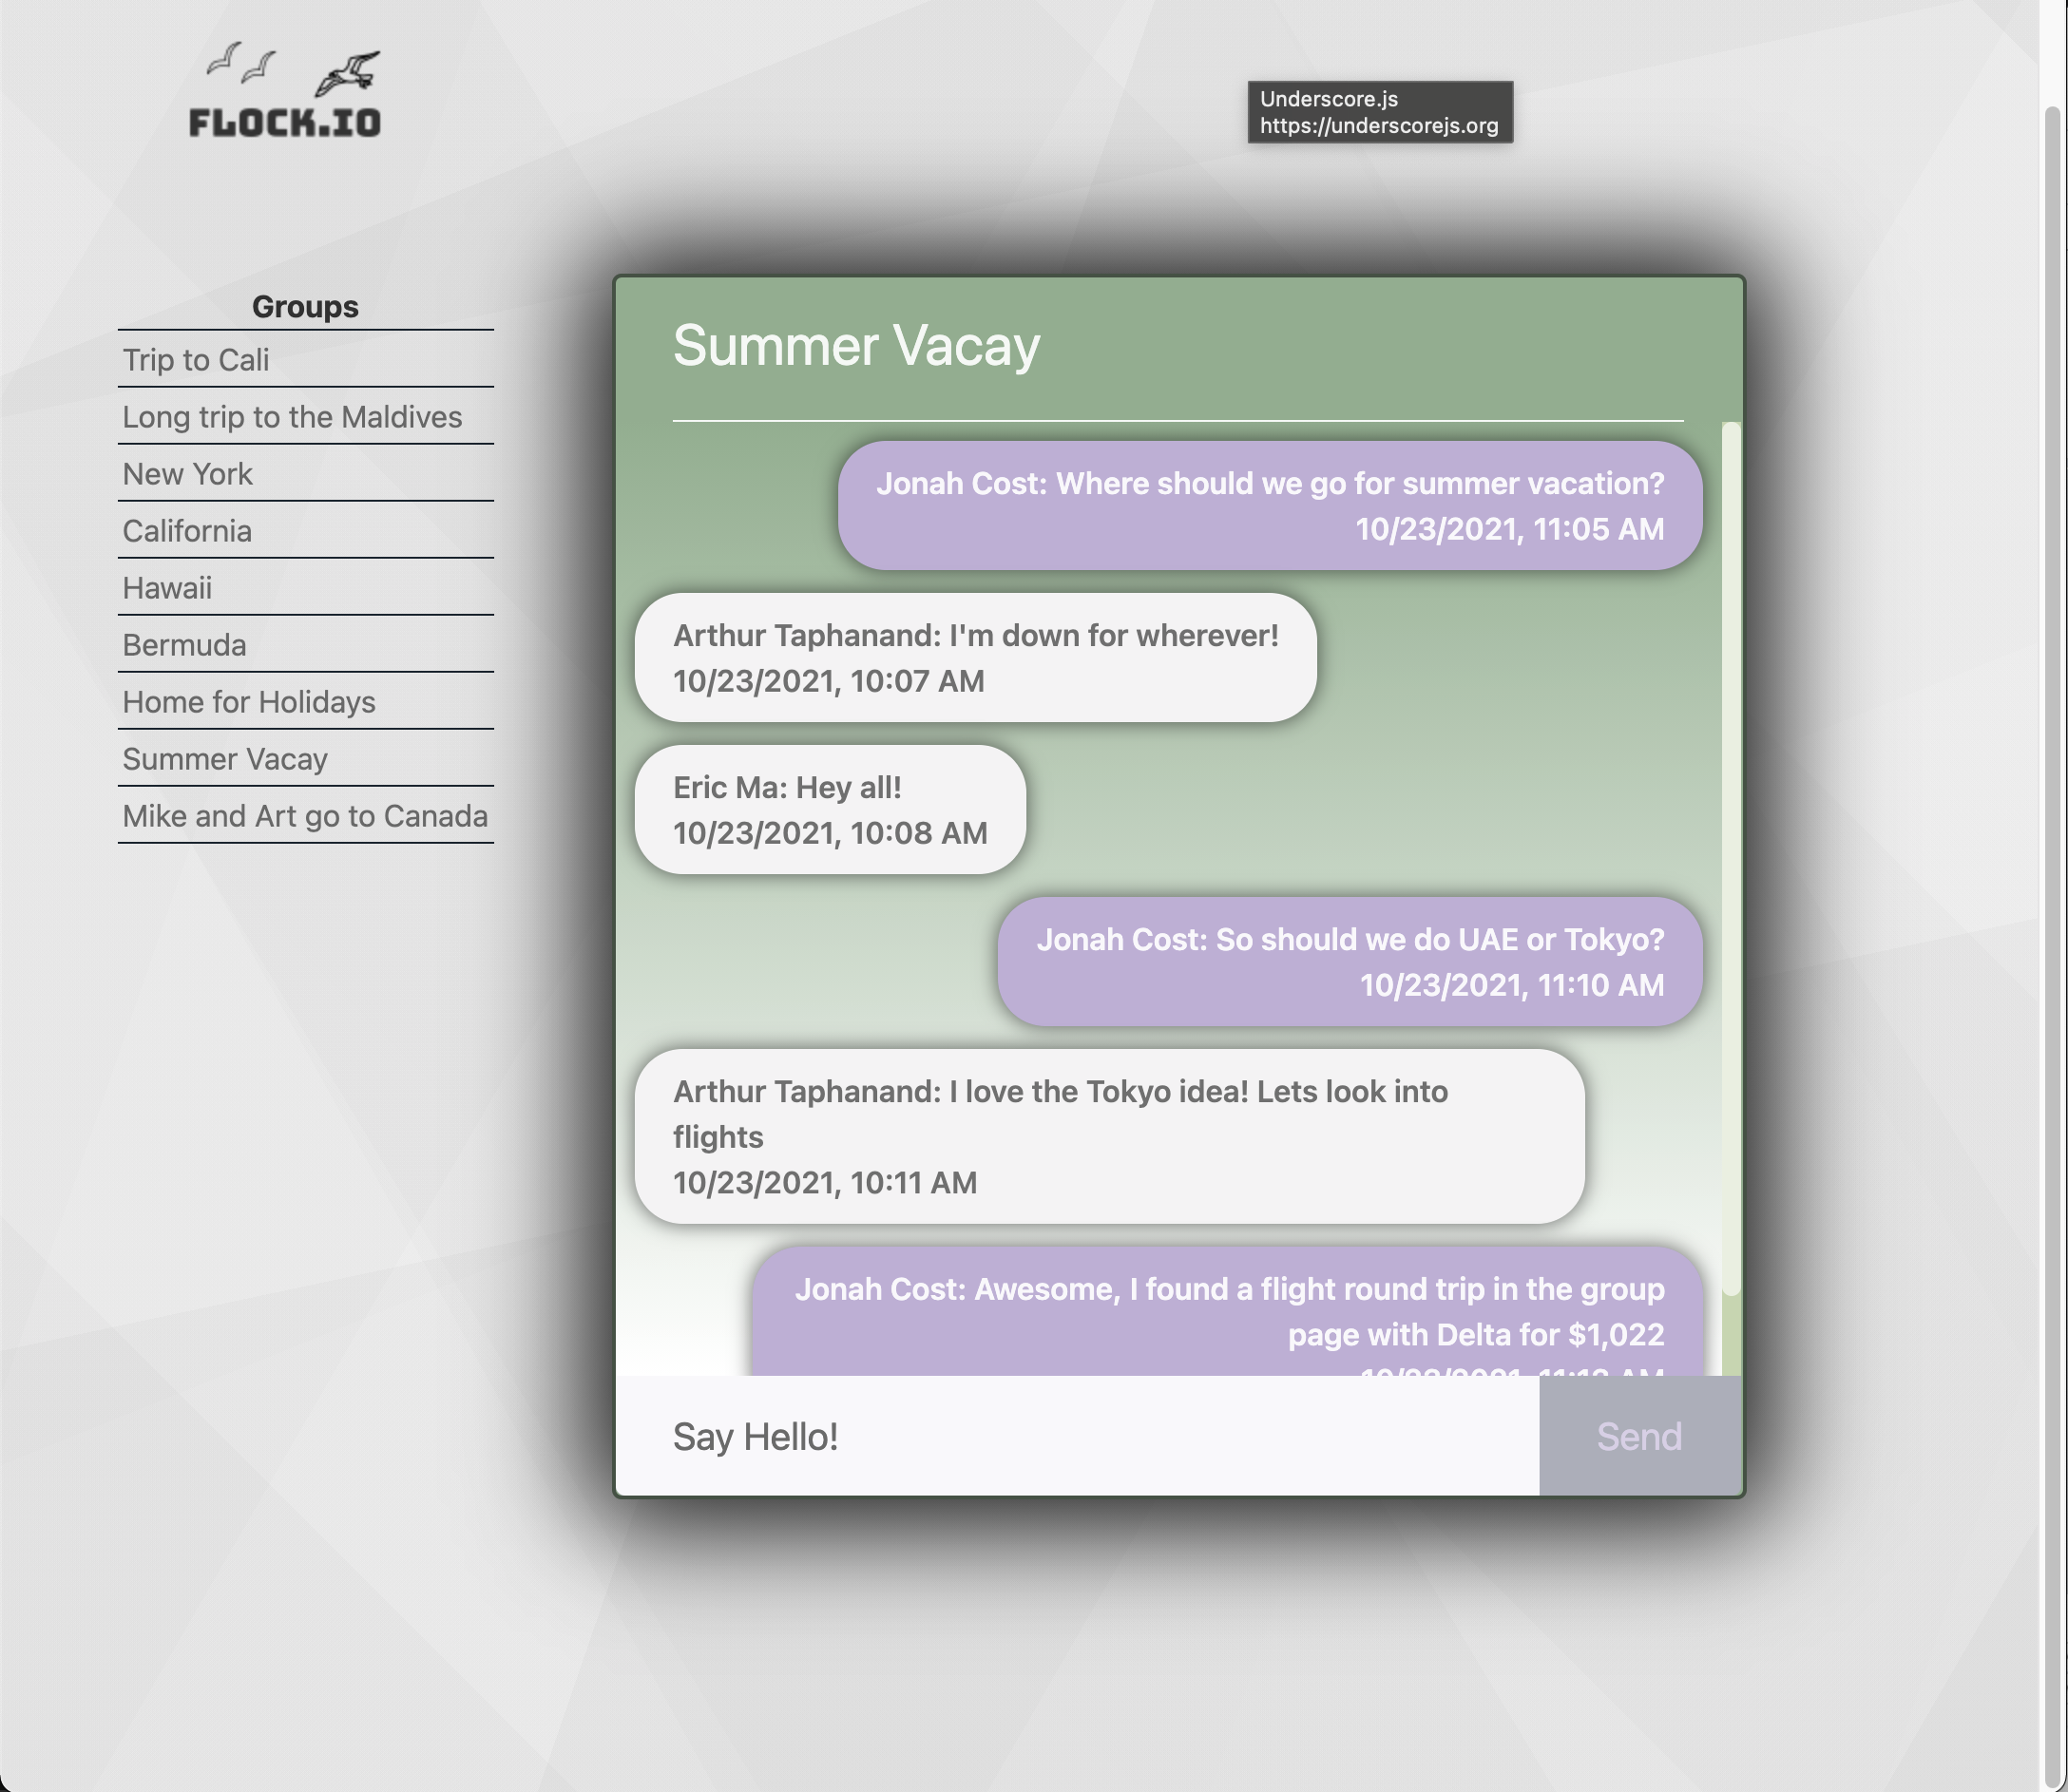 FLOCK.IO
Underscore.js
https://underscorejs.org
Groups
Trip to Cali
Long trip to the Maldives
New York
California
Hawaii
Bermuda
Home for Holidays
Summer Vacay
Mike and Art go to Canada
Summer Vacay
Jonah Cost: Where should we go for summer vacation?
10/23/2021, 11:05 AM
Arthur Taphanand: I'm down for wherever!
10/23/2021, 10:07 AM
Eric Ma: Hey all!
10/23/2021, 10:08 AM
Jonah Cost: So should we do UAE or Tokyo?
10/23/2021, 11:10 AM
Arthur Taphanand: I love the Tokyo idea! Lets look into
flights
10/23/2021, 10:11 AM
Jonah Cost: Awesome, I found a flight round trip in the group
page with Delta for $1,022
Say Hello!
Send